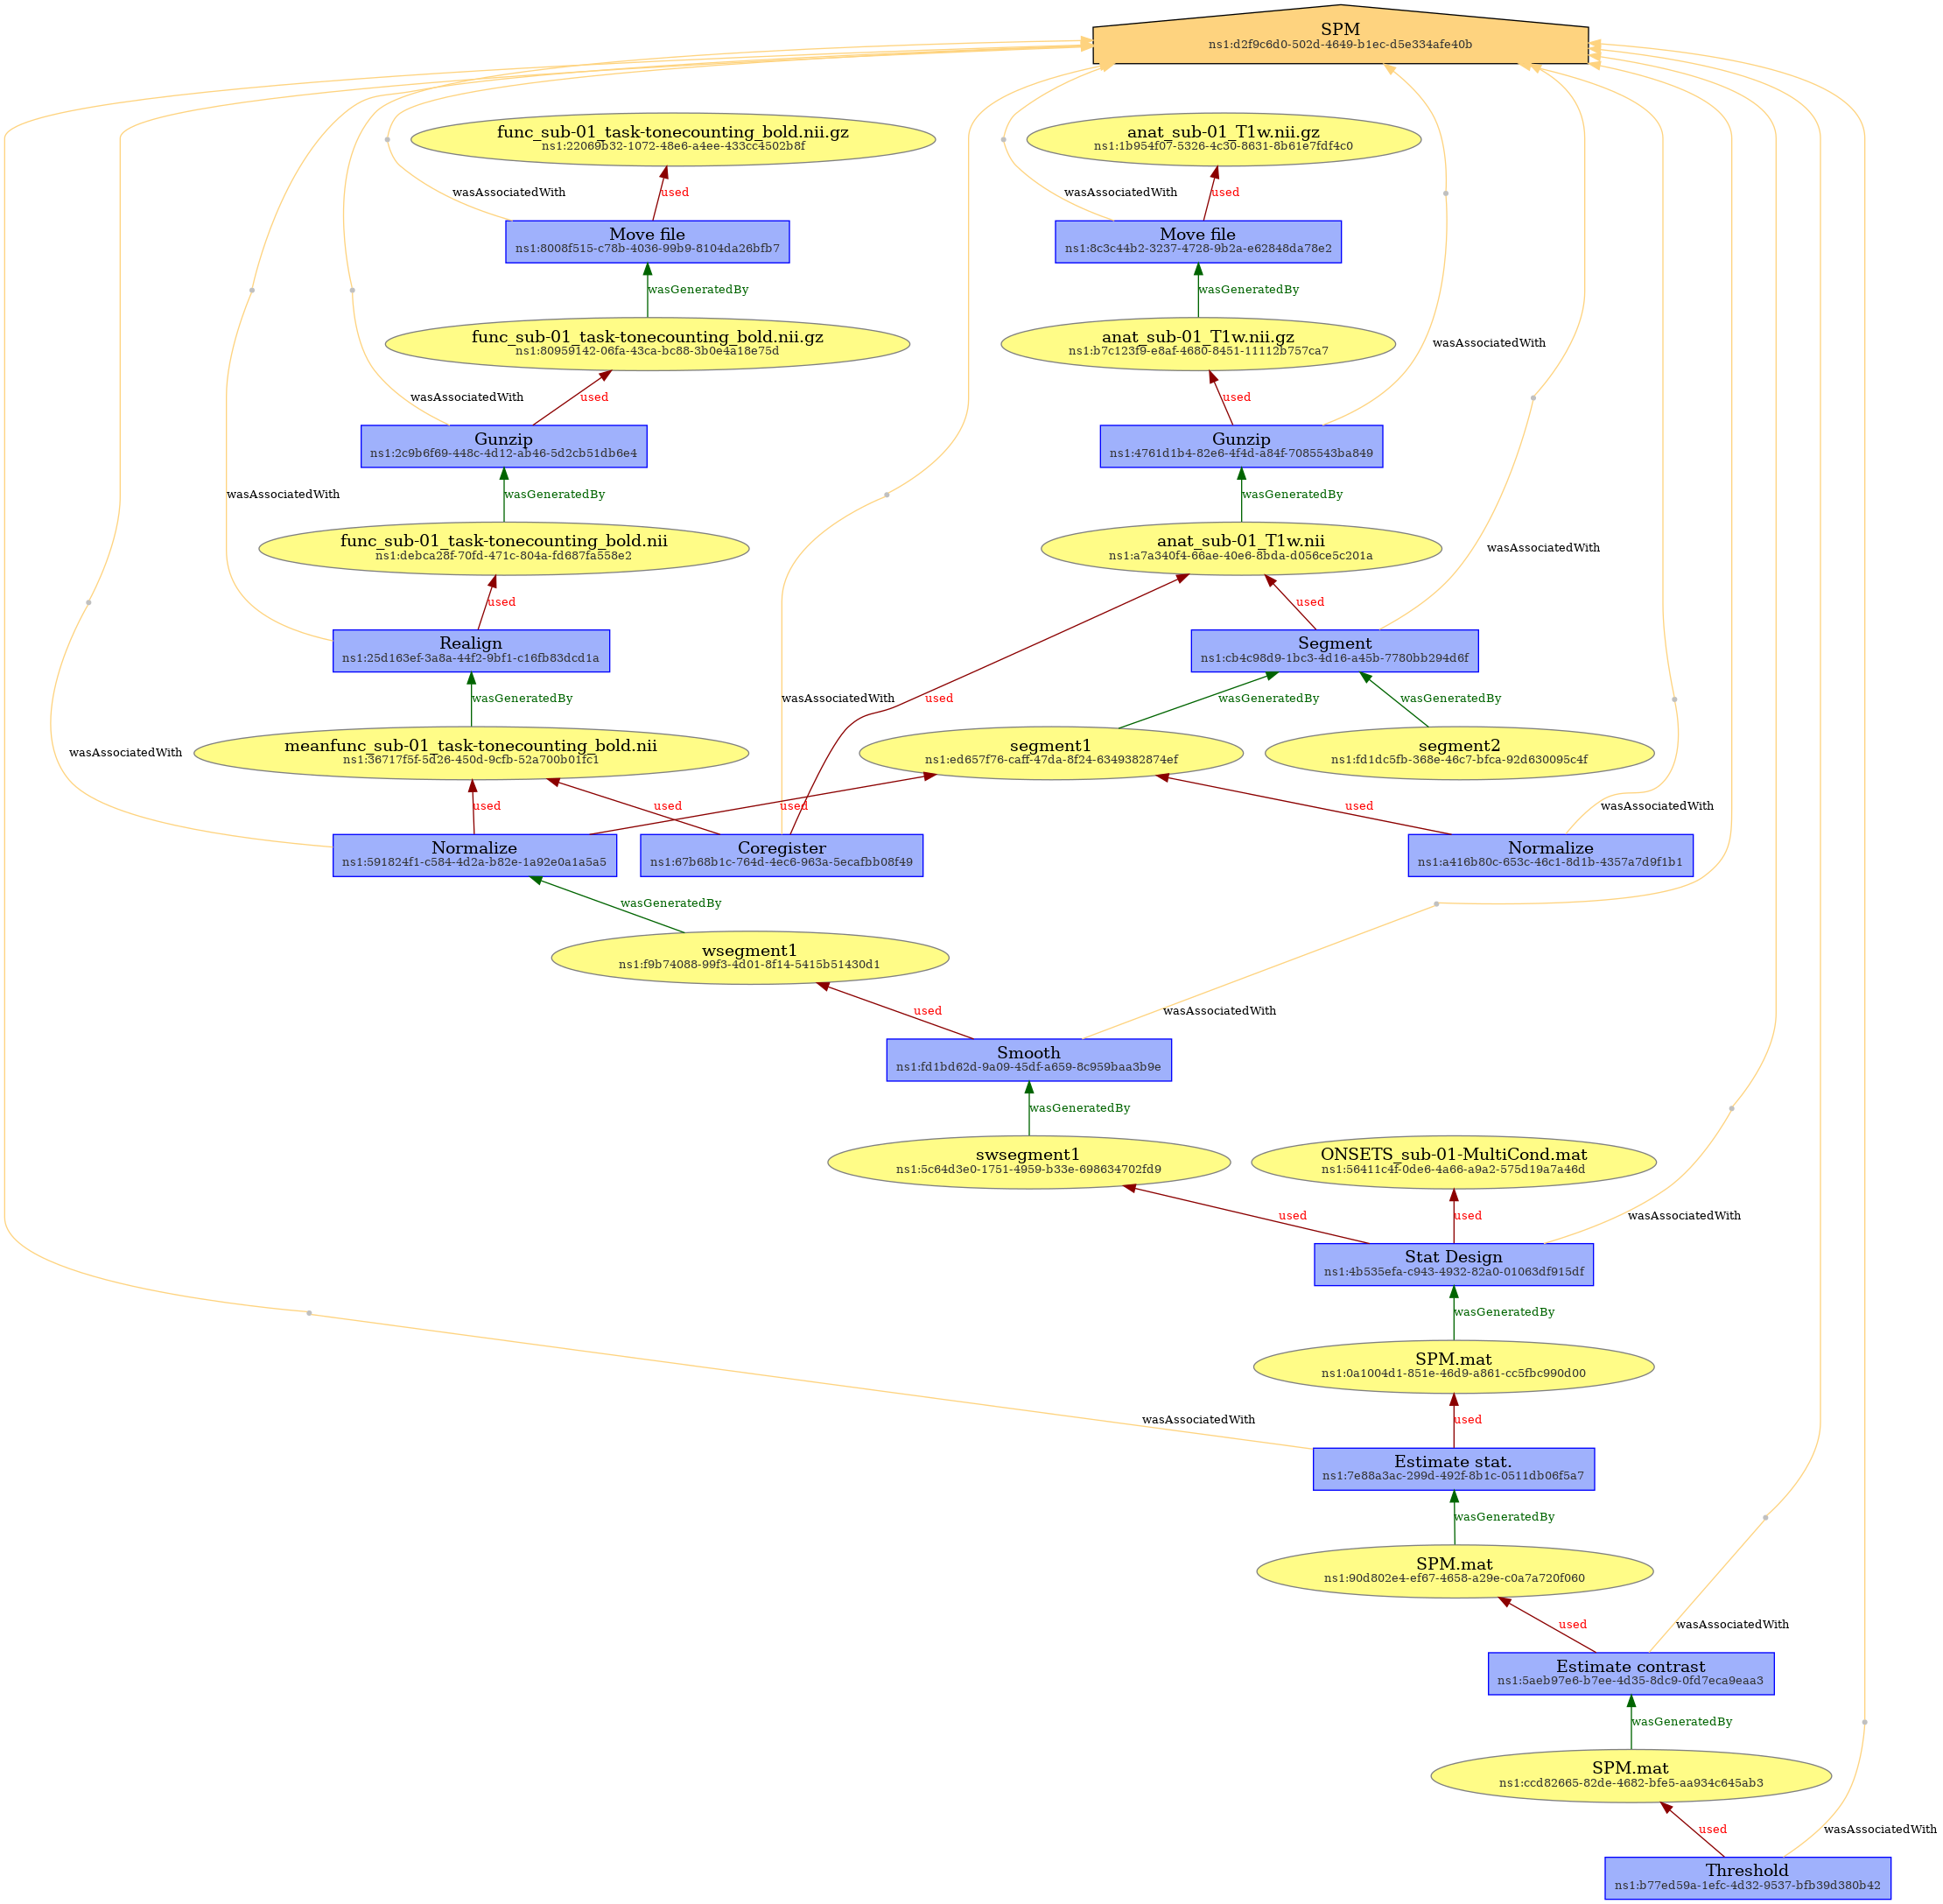 SPM
ns1:d2f9c6d0-502d-4649-b1ec-d5e334afe40b
func_sub-01_task-tonecounting_bold.nii.gz
ns1:22069b32-1072-48e6-a4ee-433cc4502b8f
anat_sub-01_T1w.nii.gz
ns1:1b954f07-5326-4c30-8631-8b61e7fdf4c0
wasAssociatedWith
used
wasAssociatedWith
used
Move file
ns1:8008f515-c78b-4036-99b9-8104da26bfb7
Move file
ns1:8c3c44b2-3237-4728-9b2a-e62848da78e2
wasGeneratedBy
wasGeneratedBy
func_sub-01_task-tonecounting_bold.nii.gz
ns1:80959142-06fa-43ca-bc88-3b0e4a18e75d
anat_sub-01_T1w.nii.gz
ns1:b7c123f9-e8af-4680-8451-11112b757ca7
wasAssociatedWith
wasAssociatedWith
used
used
Gunzip
ns1:2c9b6f69-448c-4d12-ab46-5d2cb51db6e4
Gunzip
ns1:4761d1b4-82e6-4f4d-a84f-7085543ba849
wasAssociatedWith
wasGeneratedBy
wasGeneratedBy
func_sub-01_task-tonecounting_bold.nii
ns1:debca28f-70fd-471c-804a-fd687fa558e2
anat_sub-01_T1w.nii
ns1:a7a340f4-66ae-40e6-8bda-d056ce5c201a
wasAssociatedWith
used
used
Realign
ns1:25d163ef-3a8a-44f2-9bf1-c16fb83dcd1a
Segment
ns1:cb4c98d9-1bc3-4d16-a45b-7780bb294d6f
wasGeneratedBy
wasAssociatedWith
used
wasGeneratedBy
wasGeneratedBy
wasAssociatedWith
meanfunc_sub-01_task-tonecounting_bold.nii
ns1:36717f5f-5d26-450d-9cfb-52a700b01fc1
segment1
ns1:ed657f76-caff-47da-8f24-6349382874ef
segment2
ns1:fd1dc5fb-368e-46c7-bfca-92d630095c4f
used
used
used
used
wasAssociatedWith
Normalize
ns1:591824f1-c584-4d2a-b82e-1a92e0a1a5a5
Coregister
ns1:67b68b1c-764d-4ec6-963a-5ecafbb08f49
Normalize
ns1:a416b80c-653c-46c1-8d1b-4357a7d9f1b1
wasGeneratedBy
wsegment1
ns1:f9b74088-99f3-4d01-8f14-5415b51430d1
used
wasAssociatedWith
Smooth
ns1:fd1bd62d-9a09-45df-a659-8c959baa3b9e
wasGeneratedBy
swsegment1
ns1:5c64d3e0-1751-4959-b33e-698634702fd9
ONSETS_sub-01-MultiCond.mat
ns1:56411c4f-0de6-4a66-a9a2-575d19a7a46d
used
used
wasAssociatedWith
Stat Design
ns1:4b535efa-c943-4932-82a0-01063df915df
wasGeneratedBy
SPM.mat
ns1:0a1004d1-851e-46d9-a861-cc5fbc990d00
wasAssociatedWith
used
Estimate stat.
ns1:7e88a3ac-299d-492f-8b1c-0511db06f5a7
wasGeneratedBy
SPM.mat
ns1:90d802e4-ef67-4658-a29e-c0a7a720f060
used
wasAssociatedWith
Estimate contrast
ns1:5aeb97e6-b7ee-4d35-8dc9-0fd7eca9eaa3
wasGeneratedBy
SPM.mat
ns1:ccd82665-82de-4682-bfe5-aa934c645ab3
used
wasAssociatedWith
Threshold
ns1:b77ed59a-1efc-4d32-9537-bfb39d380b42